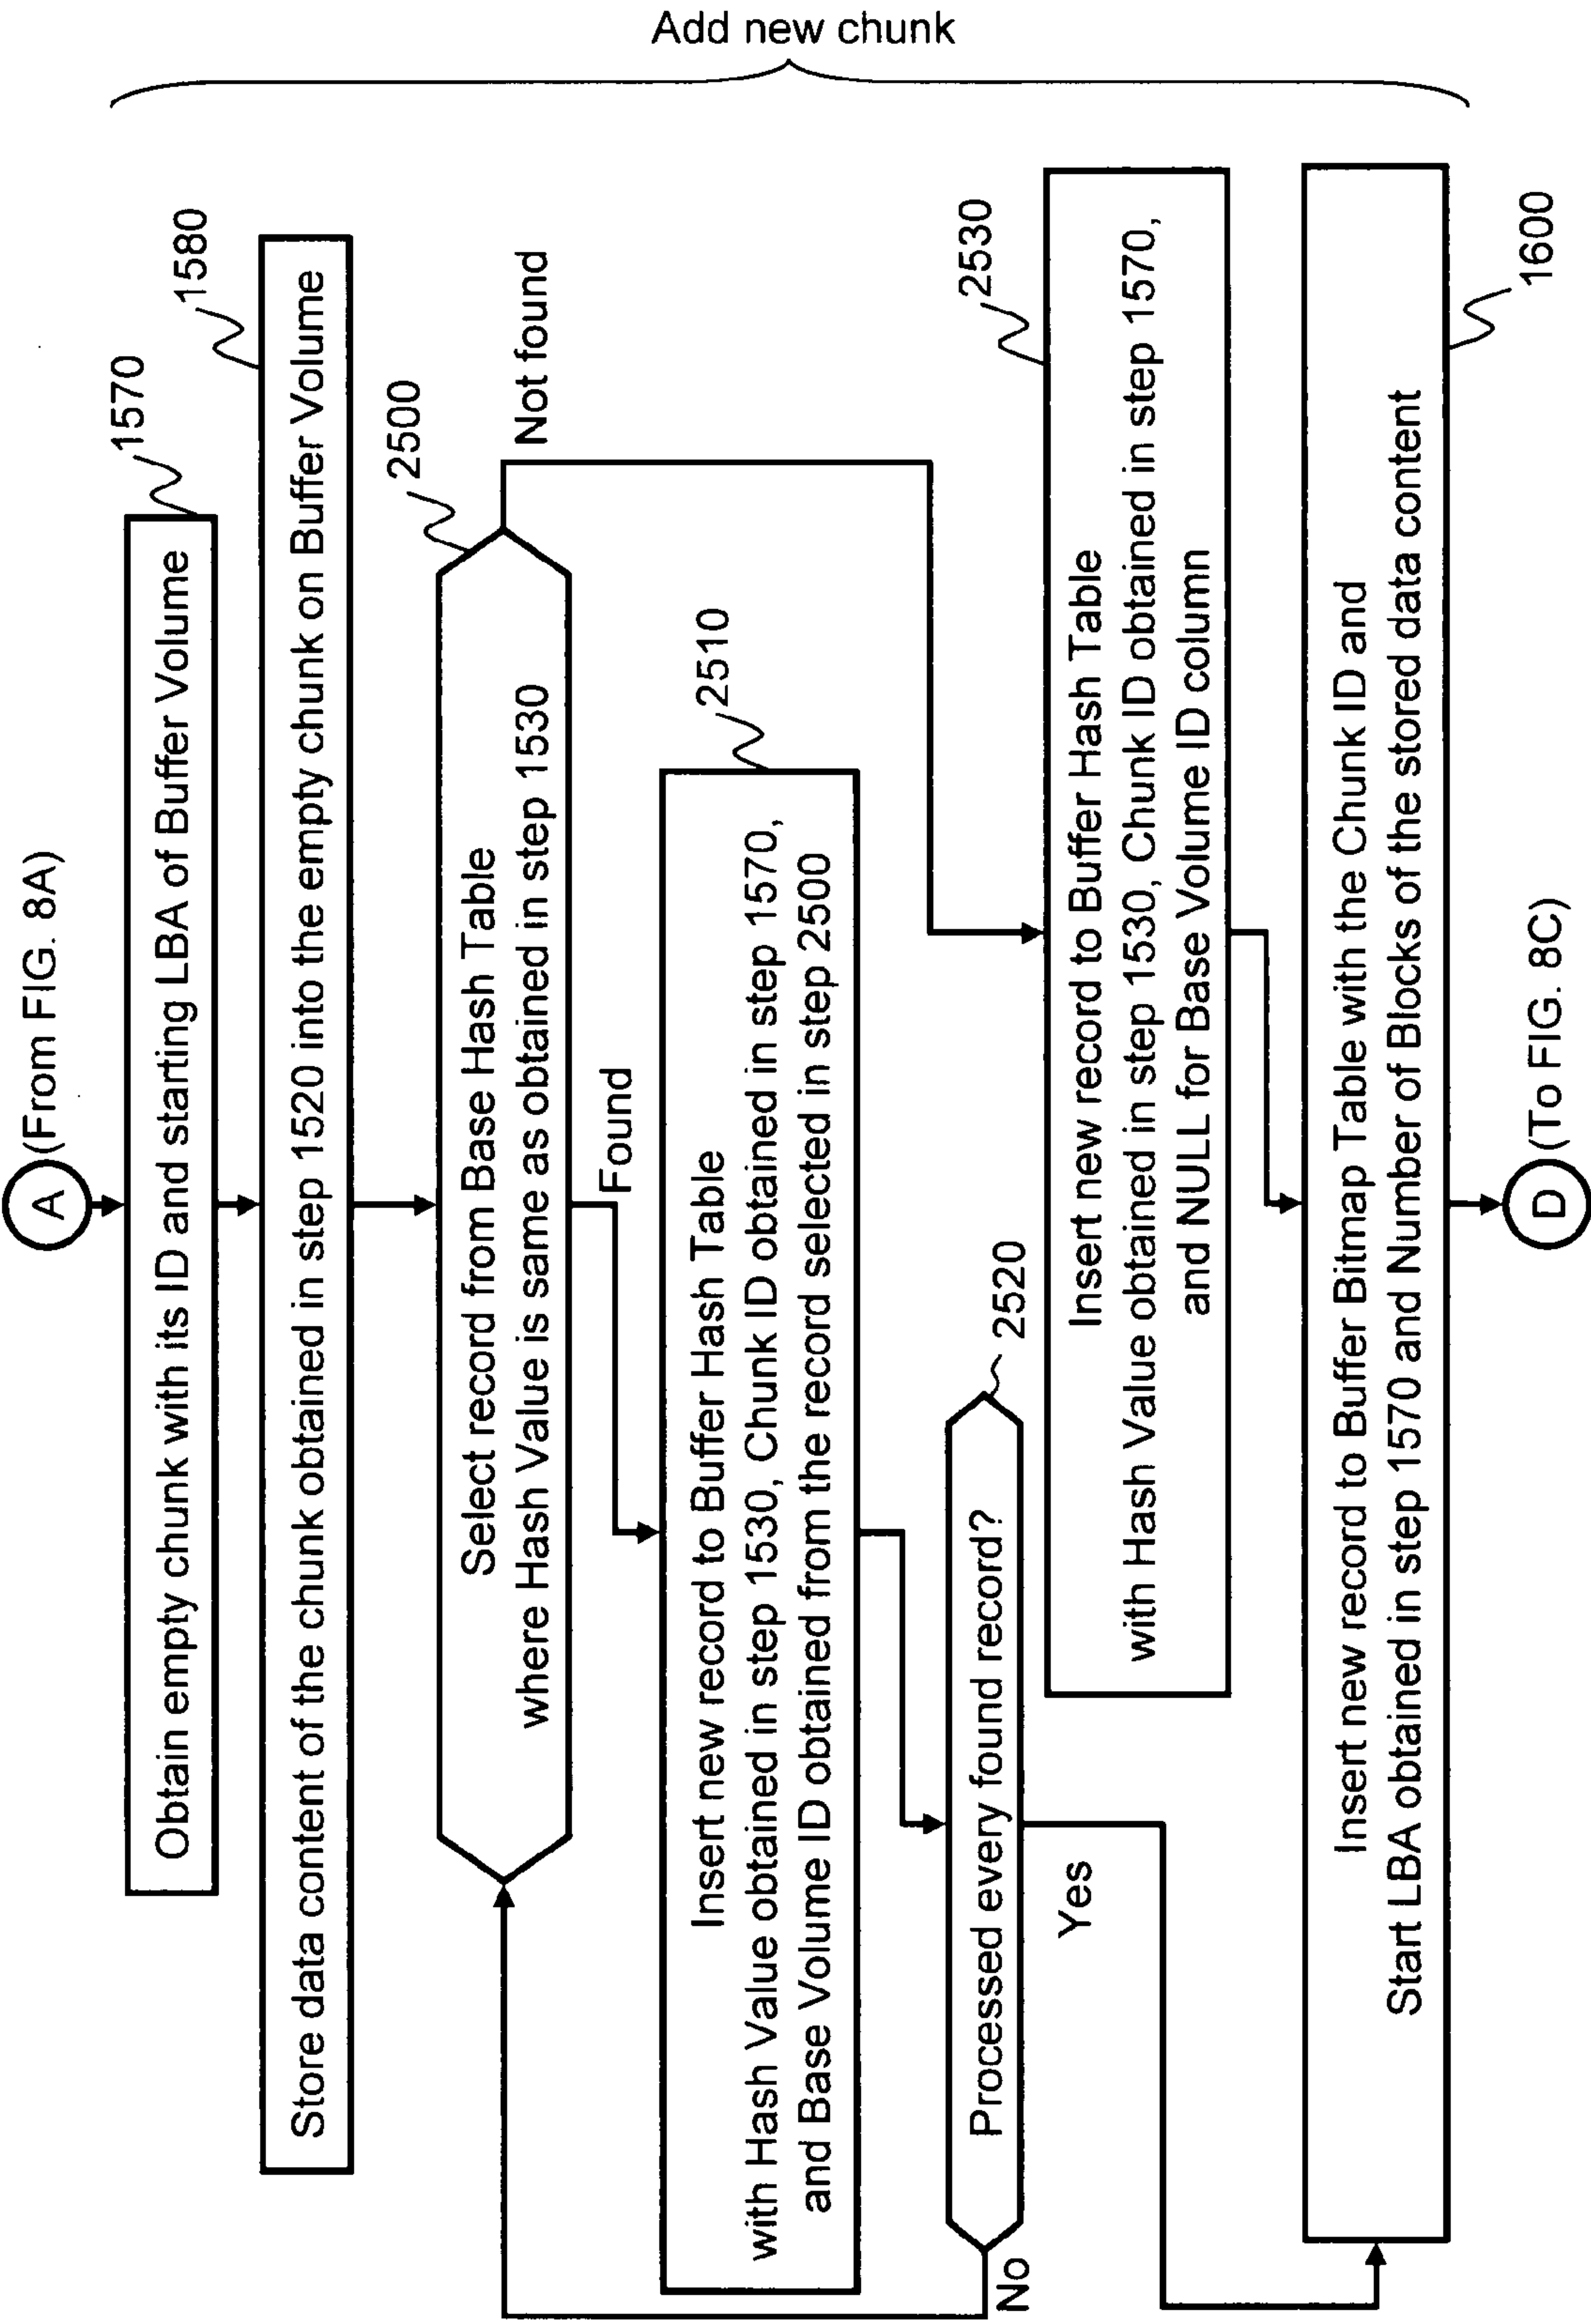 Add new chunk
A (From FIG. 8A)
1570
Obtain empty chunk with its ID and starting LBA of Buffer Volume
1580
Store data content of the chunk obtained in step 1520 into the empty chunk on Buffer Volume
2500
Select record from Base Hash Table
where Hash Value is same as obtained in step 1530
Not found
Found
2510
Insert new record to Buffer Hash Table
with Hash Value obtained in step 1530, Chunk ID obtained in step 1570,
and Base Volume ID obtained from the record selected in step 2500
2520
Processed every found record?
No
Yes
2530
Insert new record to Buffer Hash Table
with Hash Value obtained in step 1530, Chunk ID obtained in step 1570,
and NULL for Base Volume ID column
Insert new record to Buffer Bitmap Table with the Chunk ID and
Start LBA obtained in step 1570 and Number of Blocks of the stored data content
1600
D (To FIG. 8C)